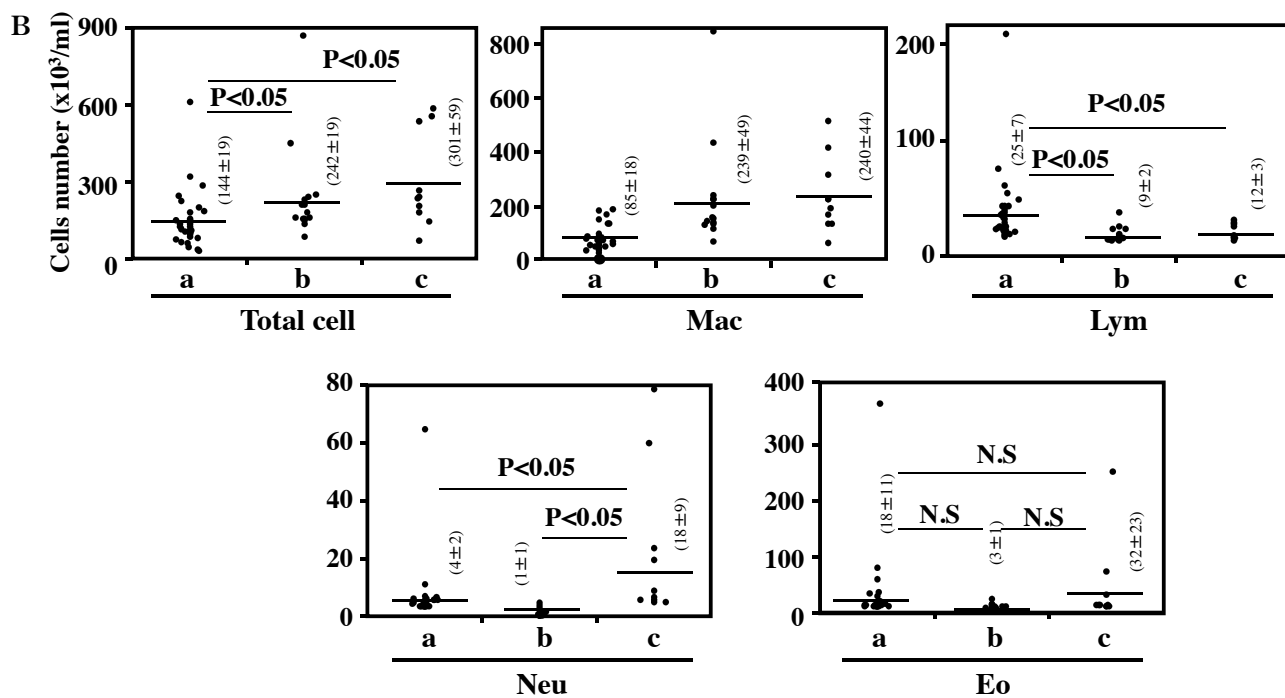 B
Cells number (x10³/ml)
900
600
300
0
P<0.05
P<0.05
(144±19)
(242±19)
(301±59)
a b c
Total cell
800
600
400
200
0
(85±18)
(239±49)
(240±44)
a b c
Mac
200
100
0
P<0.05
P<0.05
(25±7)
(9±2)
(12±3)
a b c
Lym
80
60
40
20
0
P<0.05
P<0.05
(4±2)
(1±1)
(18±9)
a b c
Neu
400
300
200
100
0
N.S
N.S N.S
(18±11)
(3±1)
(32±23)
a b c
Eo